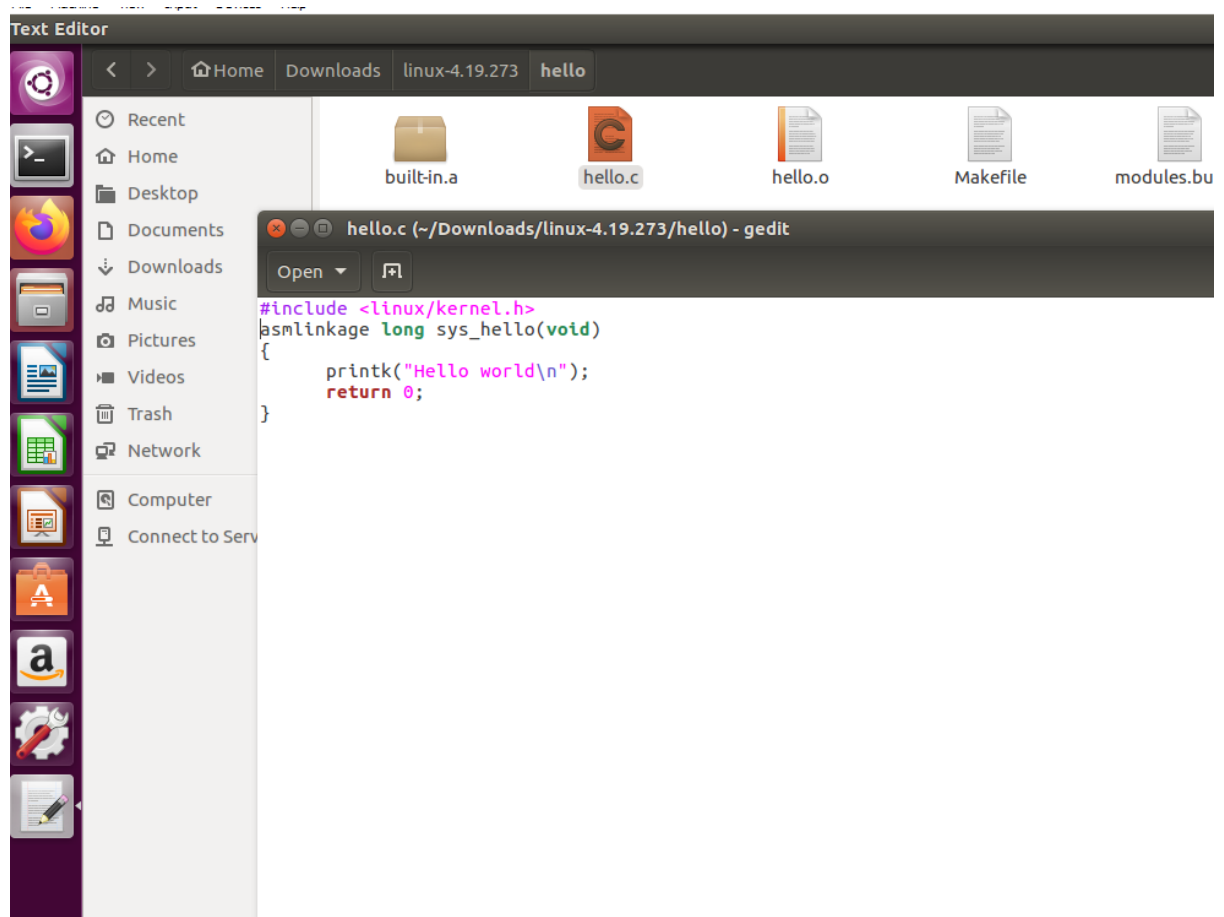 Text Editor
Home Downloads linux-4.19.273 hello
Recent
Home
Desktop
Documents
Downloads
Music
Pictures
Videos
Trash
Network
Computer
Connect to Serv
built-in.a hello.c hello.o Makefile modules.bu
hello.c (~/Downloads/linux-4.19.273/hello) - gedit
Open
#include <linux/kernel.h>
asmlinkage long sys_hello(void)
{
printk("Hello world\n");
return 0;
}